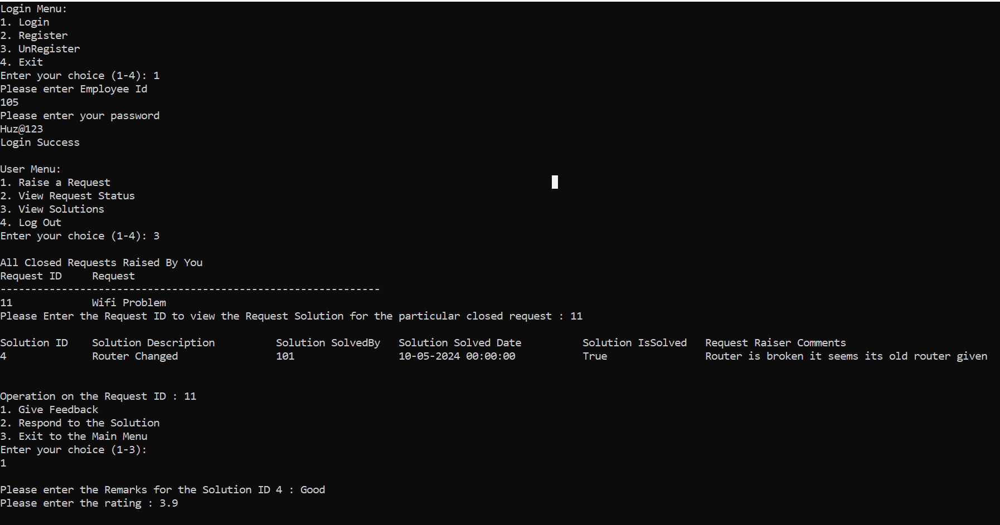 Login Menu:
1. Login
2. Register
3. UnRegister
4. Exit
Enter your choice (1-4): 1
Please enter Employee Id
105
Please enter your password
Huz@123
Login Success
User Menu:
1. Raise a Request
2. View Request Status
3. View Solutions
4. Log Out
Enter your choice (1-4): 3
All Closed Requests Raised By You
Request ID     Request
--------------------------------------------------------------
11             Wifi Problem
Please Enter the Request ID to view the Request Solution for the particular closed request : 11
Solution ID    Solution Description          Solution SolvedBy   Solution Solved Date          Solution IsSolved   Request Raiser Comments
4              Router Changed                101                 10-05-2024 00:00:00           True                Router is broken it seems its old router given
Operation on the Request ID : 11
1. Give Feedback
2. Respond to the Solution
3. Exit to the Main Menu
Enter your choice (1-3):
1
Please enter the Remarks for the Solution ID 4 : Good
Please enter the rating : 3.9